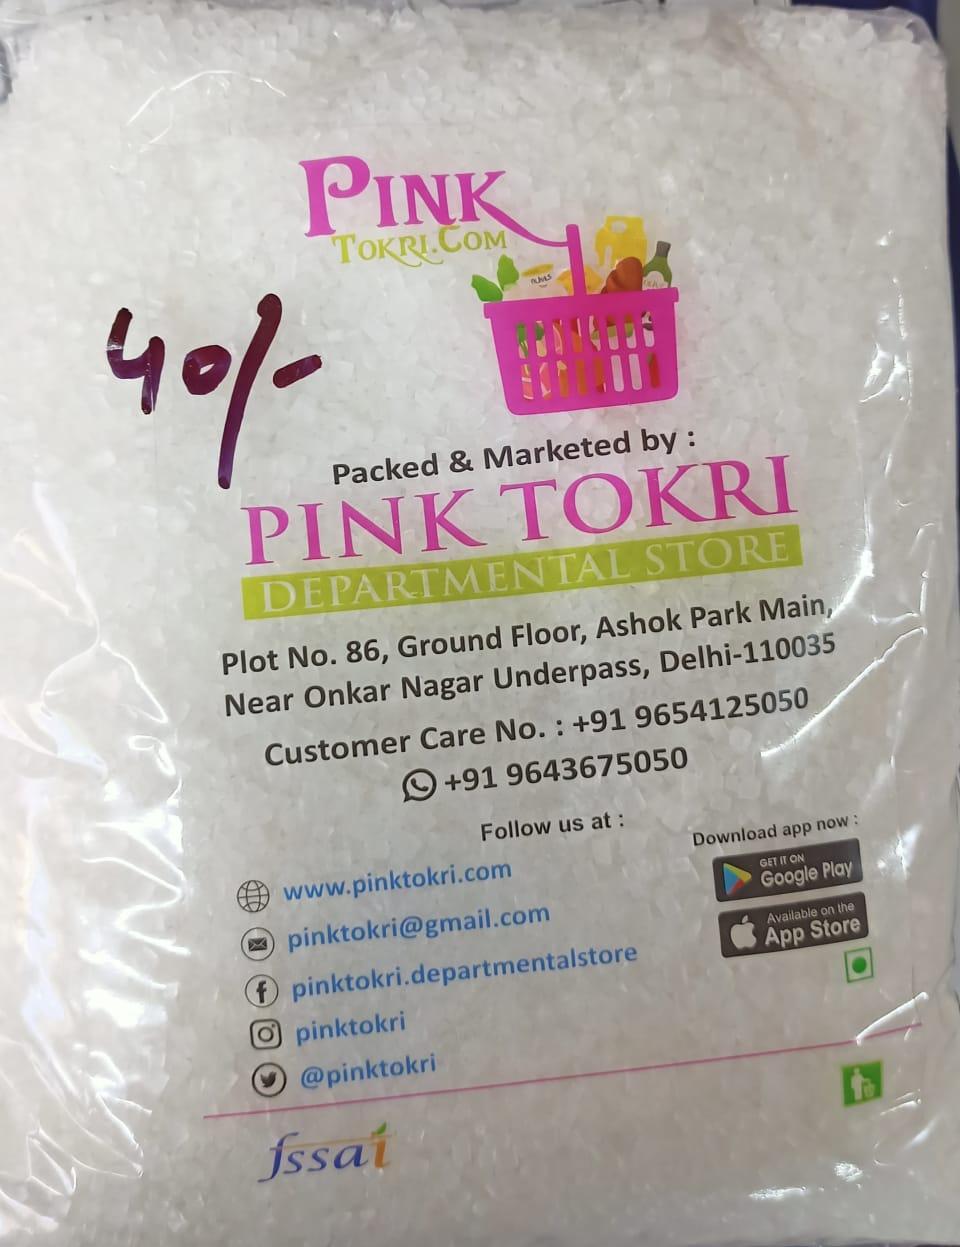 PINK
TOKRI.COM
OLIVES
40/-
Packed & Marketed by :
PINK TOKRI
DEPARTMENTAL STORE
Plot No. 86, Ground Floor, Ashok Park Main,
Near Onkar Nagar Underpass, Delhi-110035
Customer Care No. : +91 9654125050
+91 9643675050
Follow us at :
www.pinktokri.com
pinktokri@gmail.com
pinktokri.departmentalstore
pinktokri
@pinktokri
Download app now :
GET IT ON
Google Play
Available on the
App Store
fssai